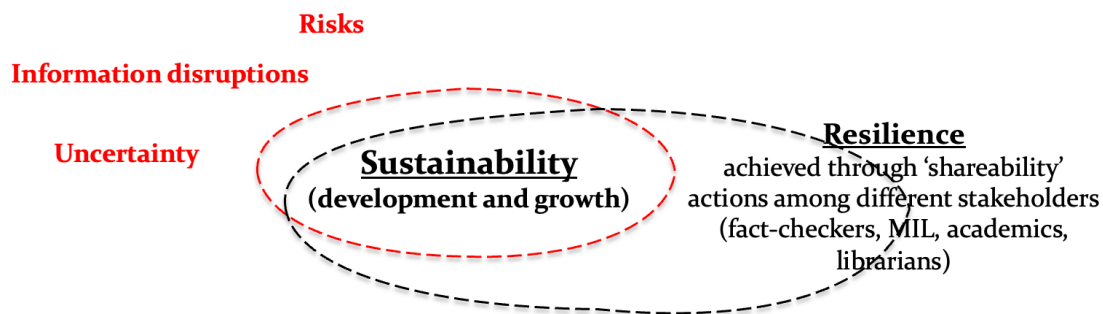 Risks
Information disruptions
Uncertainty
Sustainability
(development and growth)
Resilience
achieved through ‘shareability’
actions among different stakeholders
(fact-checkers, MIL, academics,
librarians)